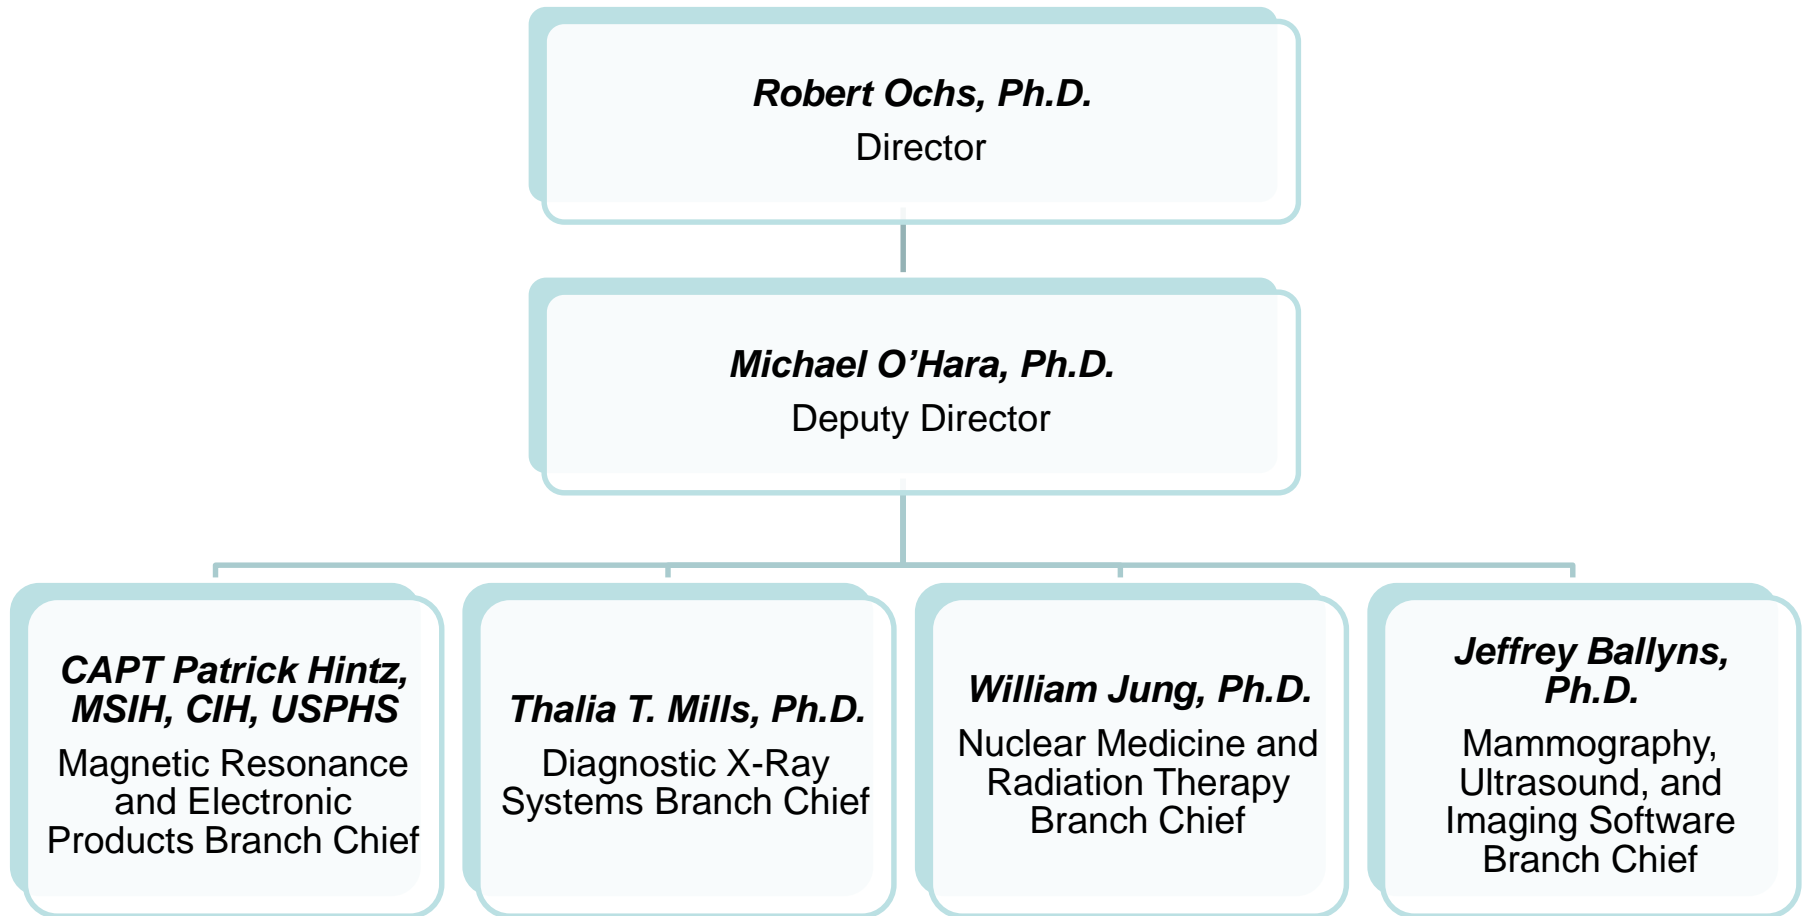 Robert Ochs, Ph.D.
Director
Michael O’Hara, Ph.D.
Deputy Director
CAPT Patrick Hintz,
MSIH, CIH, USPHS
Magnetic Resonance
and Electronic
Products Branch Chief
Thalia T. Mills, Ph.D.
Diagnostic X-Ray
Systems Branch Chief
William Jung, Ph.D.
Nuclear Medicine and
Radiation Therapy
Branch Chief
Jeffrey Ballyns,
Ph.D.
Mammography,
Ultrasound, and
Imaging Software
Branch Chief